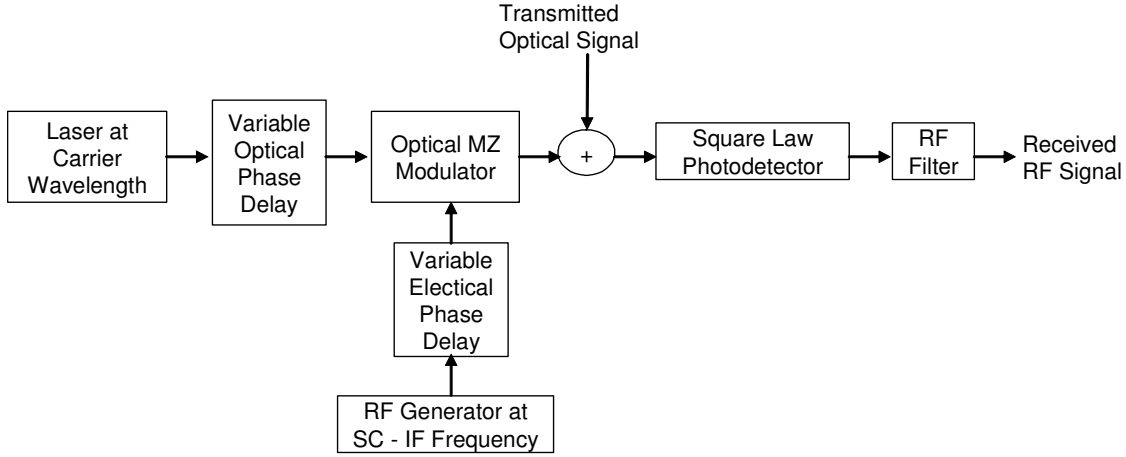 Transmitted
Optical Signal
Laser at
Carrier
Wavelength
Variable
Optical
Phase
Delay
Optical MZ
Modulator
+
Square Law
Photodetector
RF
Filter
Received
RF Signal
Variable
Electical
Phase
Delay
RF Generator at
SC - IF Frequency